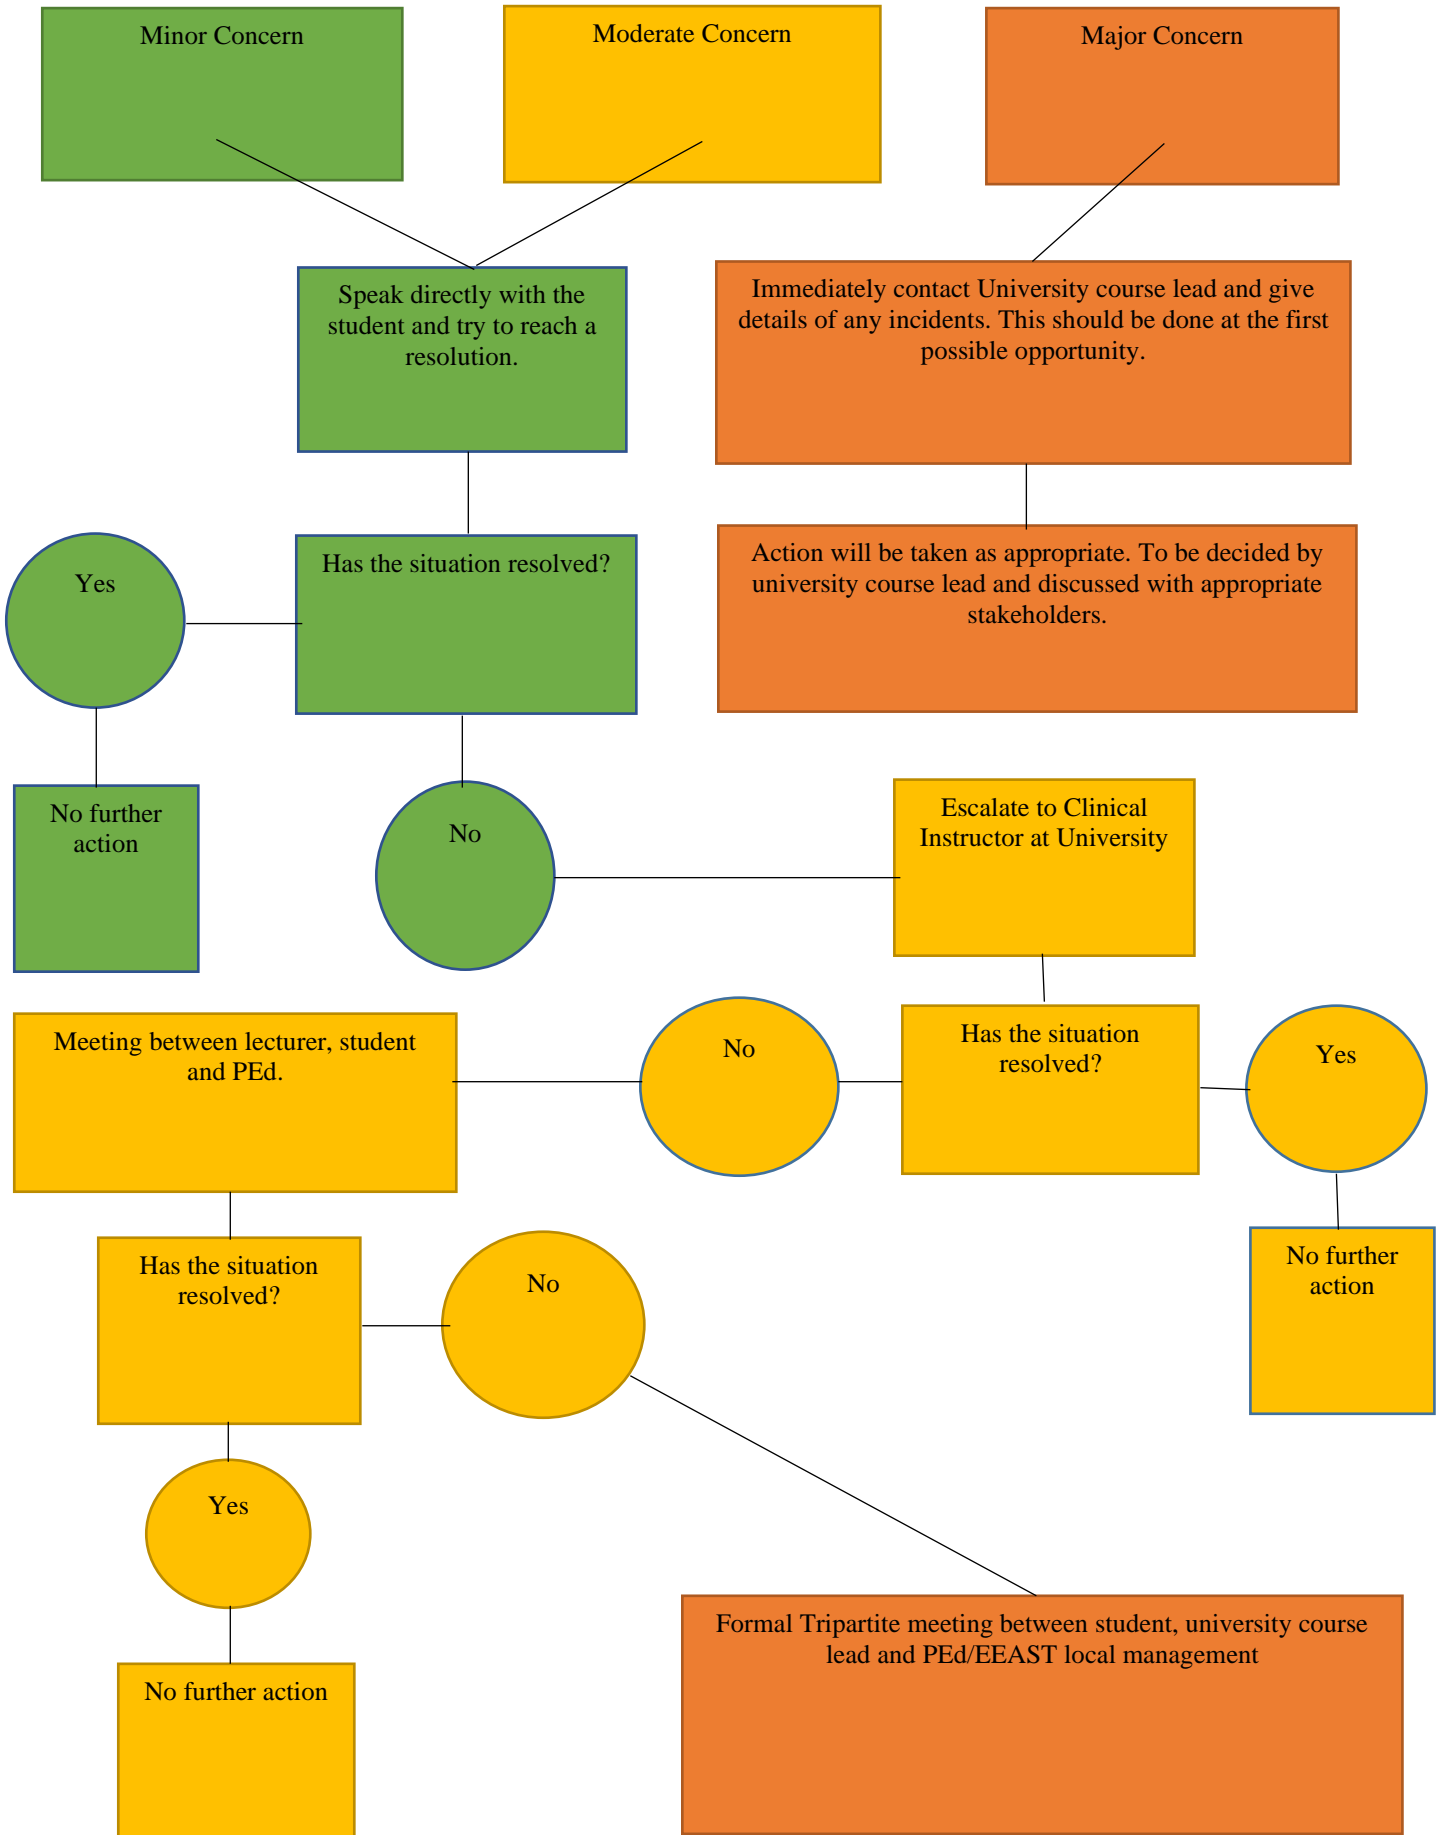 Minor Concern
Moderate Concern
Major Concern
Speak directly with the
student and try to reach a
resolution.
Immediately contact University course lead and give
details of any incidents. This should be done at the first
possible opportunity.
Has the situation resolved?
Yes
Action will be taken as appropriate. To be decided by
university course lead and discussed with appropriate
stakeholders.
No further
action
No
Escalate to Clinical
Instructor at University
Meeting between lecturer, student
and PEd.
No
Has the situation
resolved?
Yes
Has the situation
resolved?
No
No further
action
Yes
Formal Tripartite meeting between student, university course
lead and PEd/EEAST local management
No further action